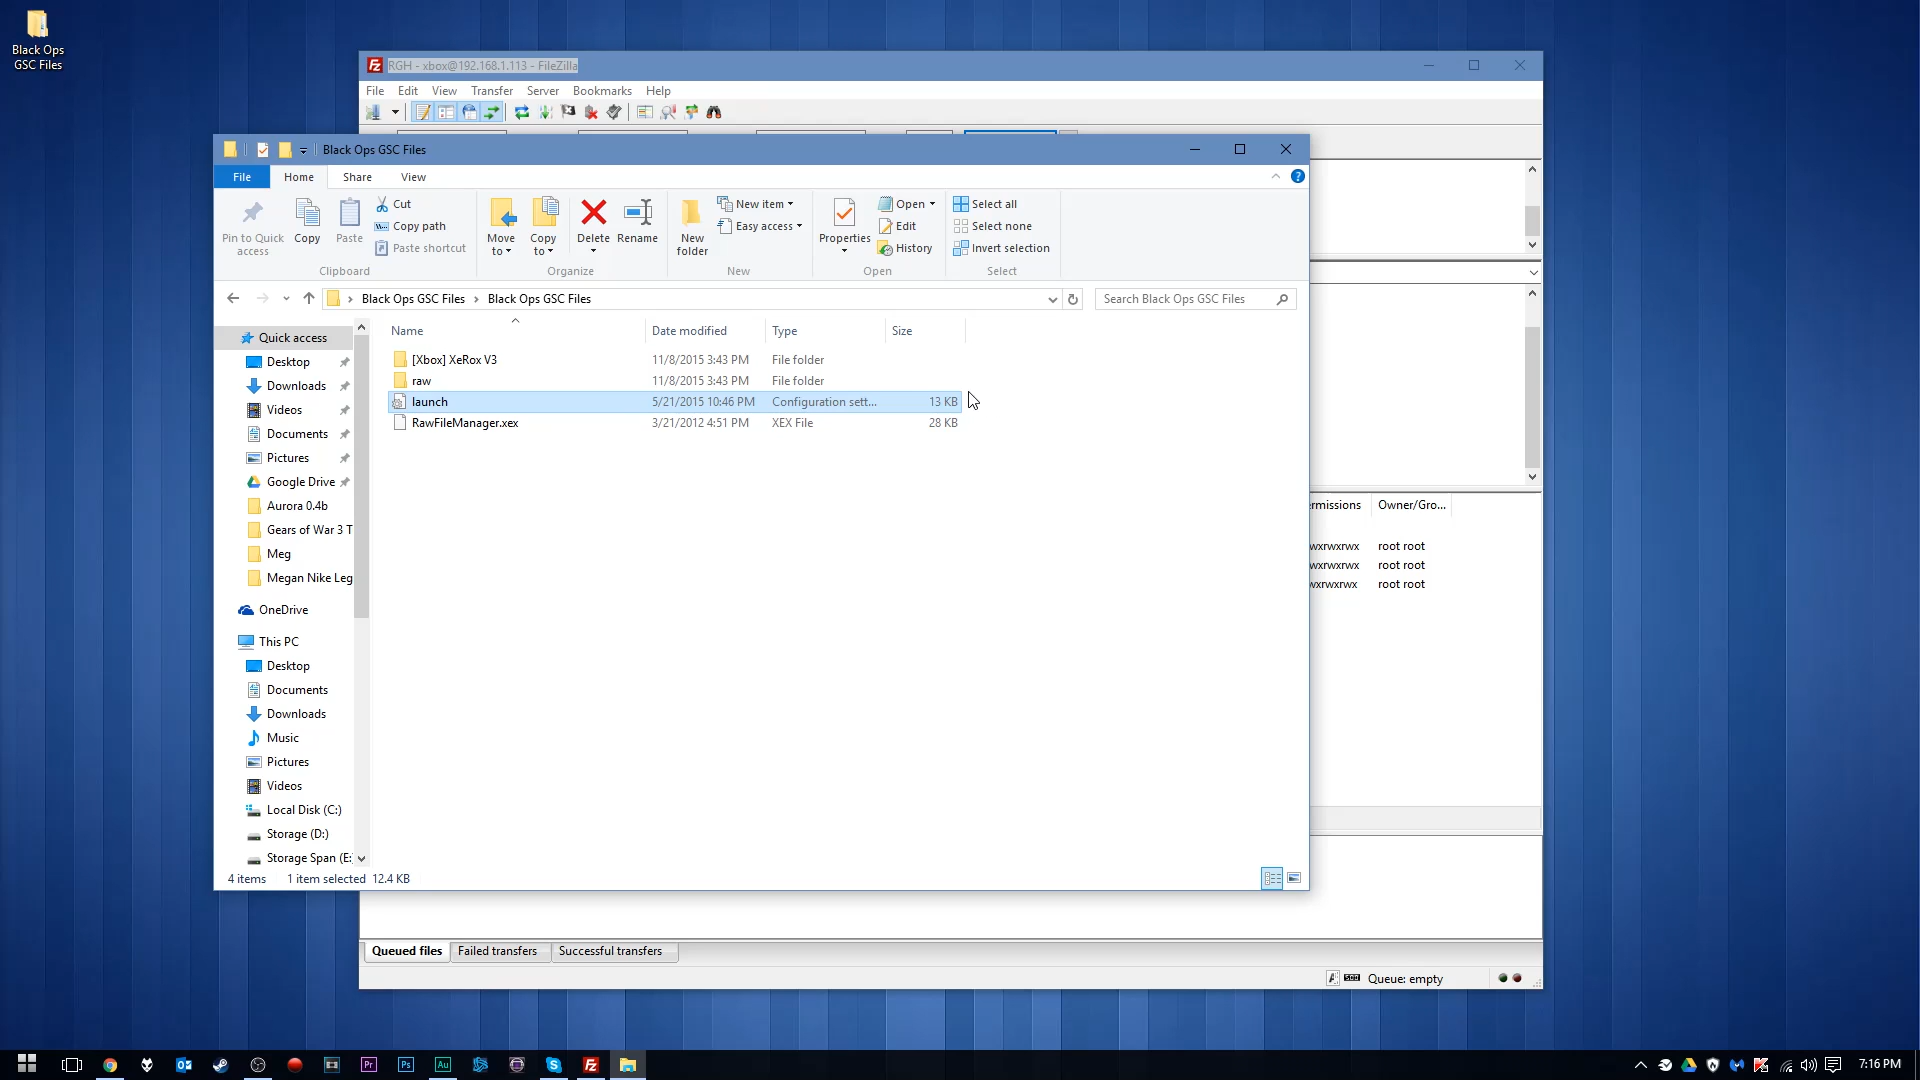 Black Ops
GSC Files
RGH - xbox@192.168.1.113 - FileZilla
File Edit View Transfer Server Bookmarks Help
Black Ops GSC Files
File Home Share View
Pin to Quick access
Copy
Paste
Cut
Copy path
Paste shortcut
Clipboard
Move to
Copy to
Delete
Rename
Organize
New folder
New item
Easy access
New
Properties
Open
Edit
History
Open
Select all
Select none
Invert selection
Select
Black Ops GSC Files Black Ops GSC Files
Search Black Ops GSC Files
Name Date modified Type Size
[Xbox] XeRox V3 11/8/2015 3:43 PM File folder
raw 11/8/2015 3:43 PM File folder
launch 5/21/2015 10:46 PM Configuration sett... 13 KB
RawFileManager.xex 3/21/2012 4:51 PM XEX File 28 KB
Quick access
Desktop
Downloads
Videos
Documents
Pictures
Google Drive
Aurora 0.4b
Gears of War 3 T
Meg
Megan Nike Leg
OneDrive
This PC
Desktop
Documents
Downloads
Music
Pictures
Videos
Local Disk (C:)
Storage (D:)
Storage Span (E:
4 items 1 item selected 12.4 KB
rmissions Owner/Gro...
wxrwxrwx root root
wxrwxrwx root root
wxrwxrwx root root
Queued files Failed transfers Successful transfers
Queue: empty
Pr Ps Au
7:16 PM